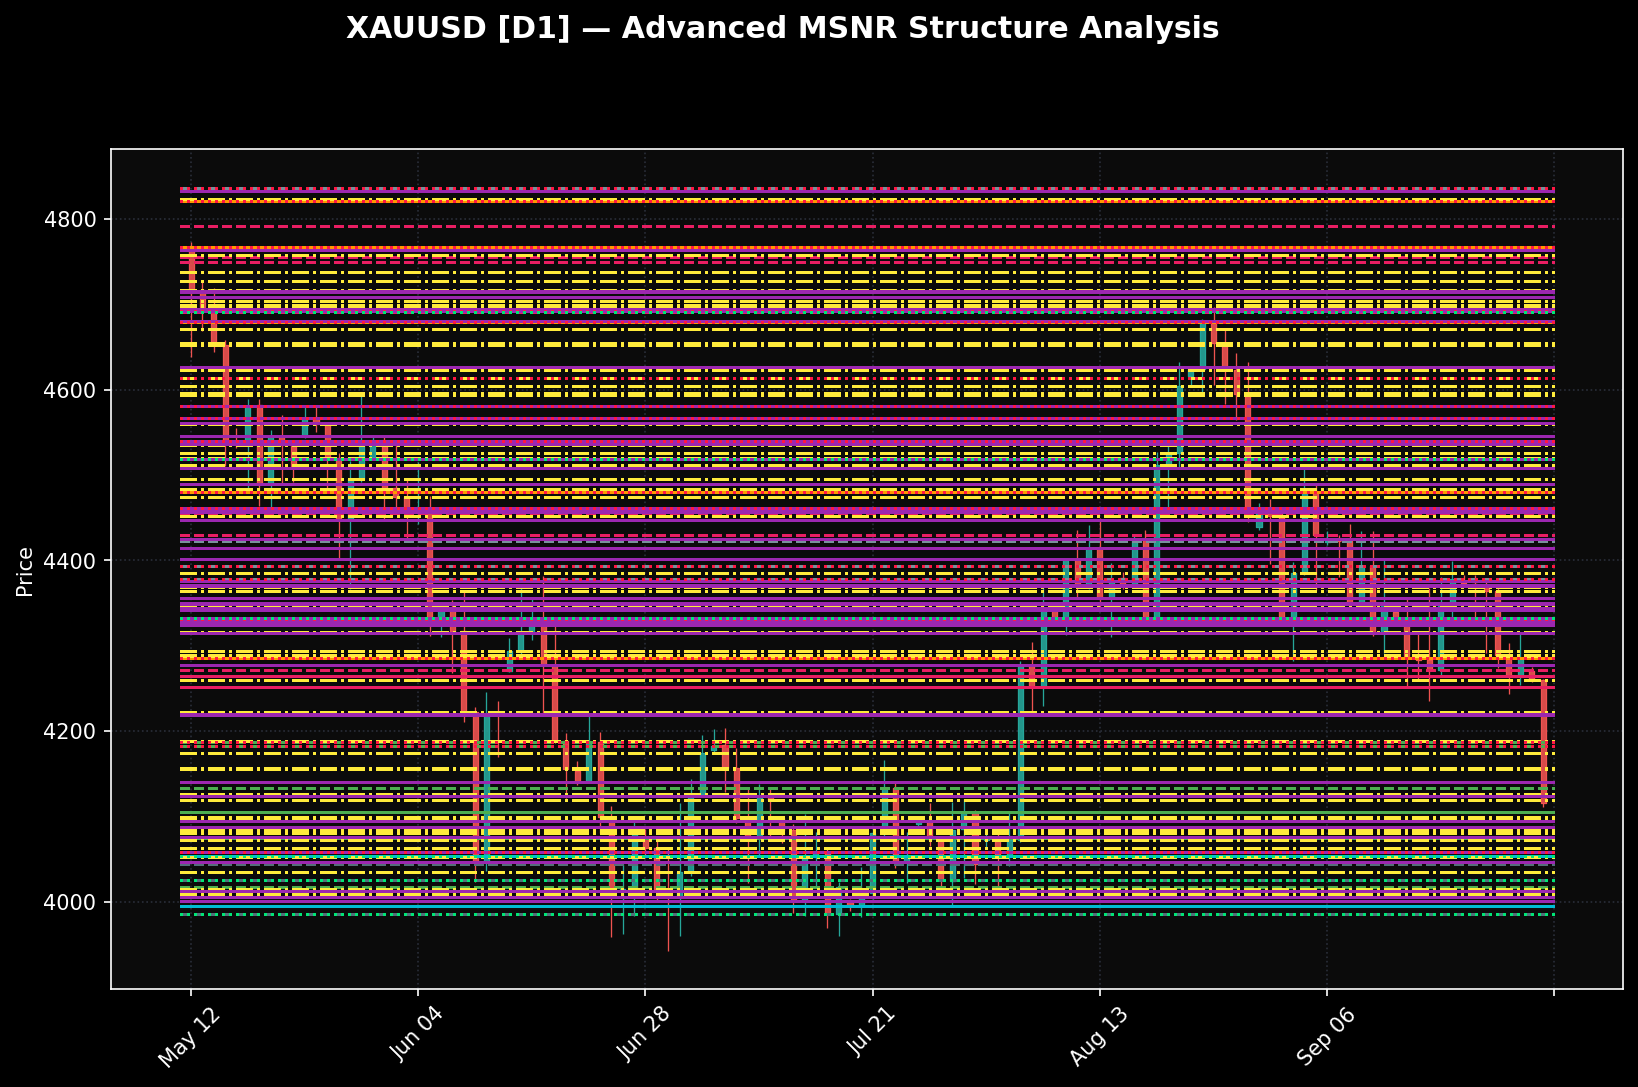 XAUUSD [D1] — Advanced MSNR Structure Analysis
Price
4800
4600
4400
4200
4000
May 12
Jun 04
Jun 28
Jul 21
Aug 13
Sep 06